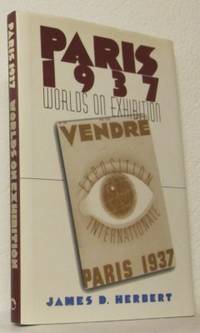 PARIS
1937
WORLDS ON EXHIBITION
VENDRE
EXPOSITION
INTERNATIONALE
PARIS 1937
JAMES D. HERBERT
PARIS 1937 WORLDS ON EXHIBITION